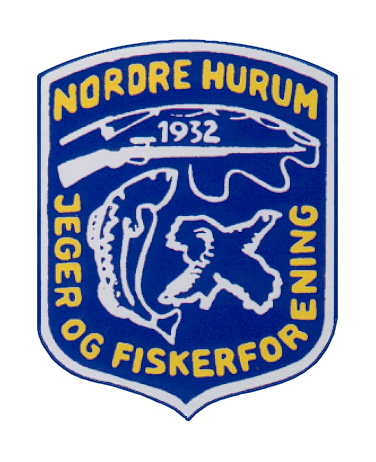 NORDRE HURUM
1932
JEGER OG FISKERFORENING